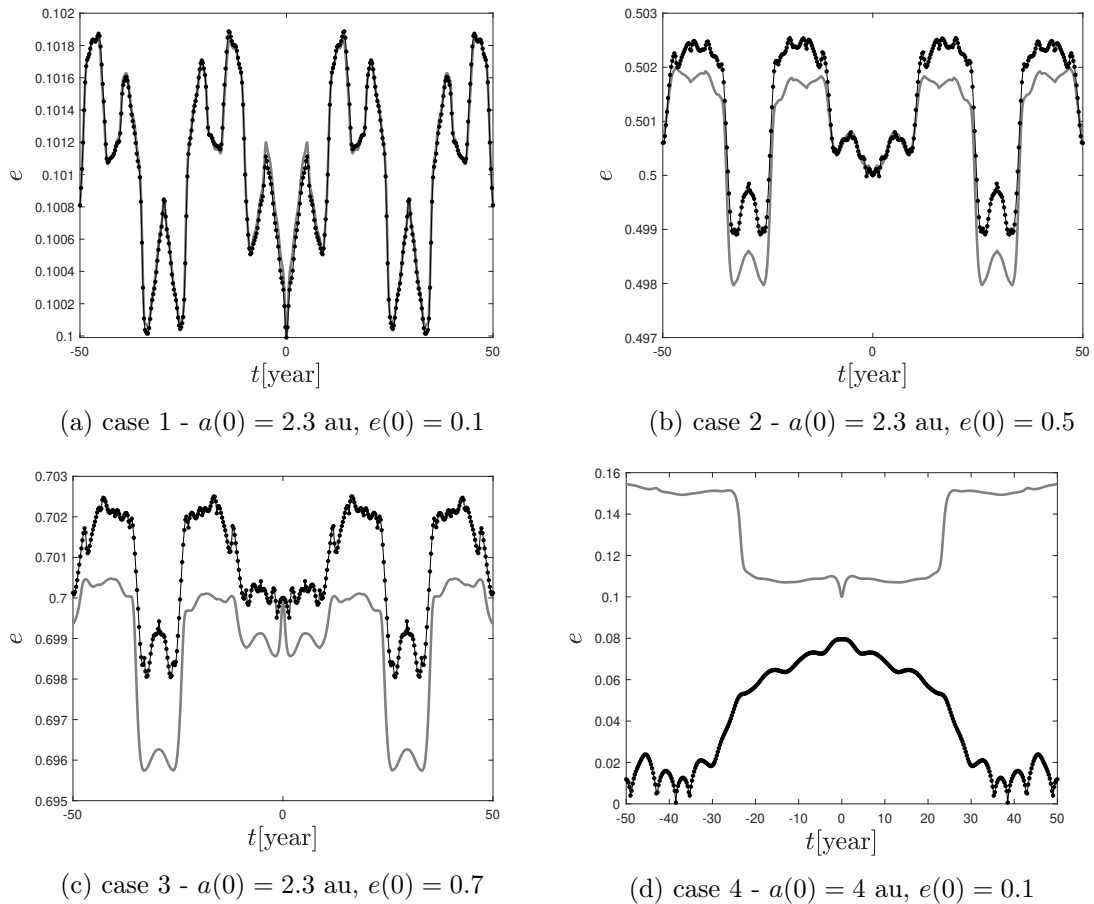 0.102
0.1018
0.1016
0.1014
0.1012
0.101
0.1008
0.1006
0.1004
0.1002
0.1
e
-50 0 50
t[year]
(a) case 1 - a(0) = 2.3 au, e(0) = 0.1
0.503
0.502
0.501
0.5
0.499
0.498
0.497
e
-50 0 50
t[year]
(b) case 2 - a(0) = 2.3 au, e(0) = 0.5
0.703
0.702
0.701
0.7
0.699
0.698
0.697
0.696
0.695
e
-50 0 50
t[year]
(c) case 3 - a(0) = 2.3 au, e(0) = 0.7
0.16
0.14
0.12
0.1
0.08
0.06
0.04
0.02
0
e
-50 -40 -30 -20 -10 0 10 20 30 40 50
t[year]
(d) case 4 - a(0) = 4 au, e(0) = 0.1